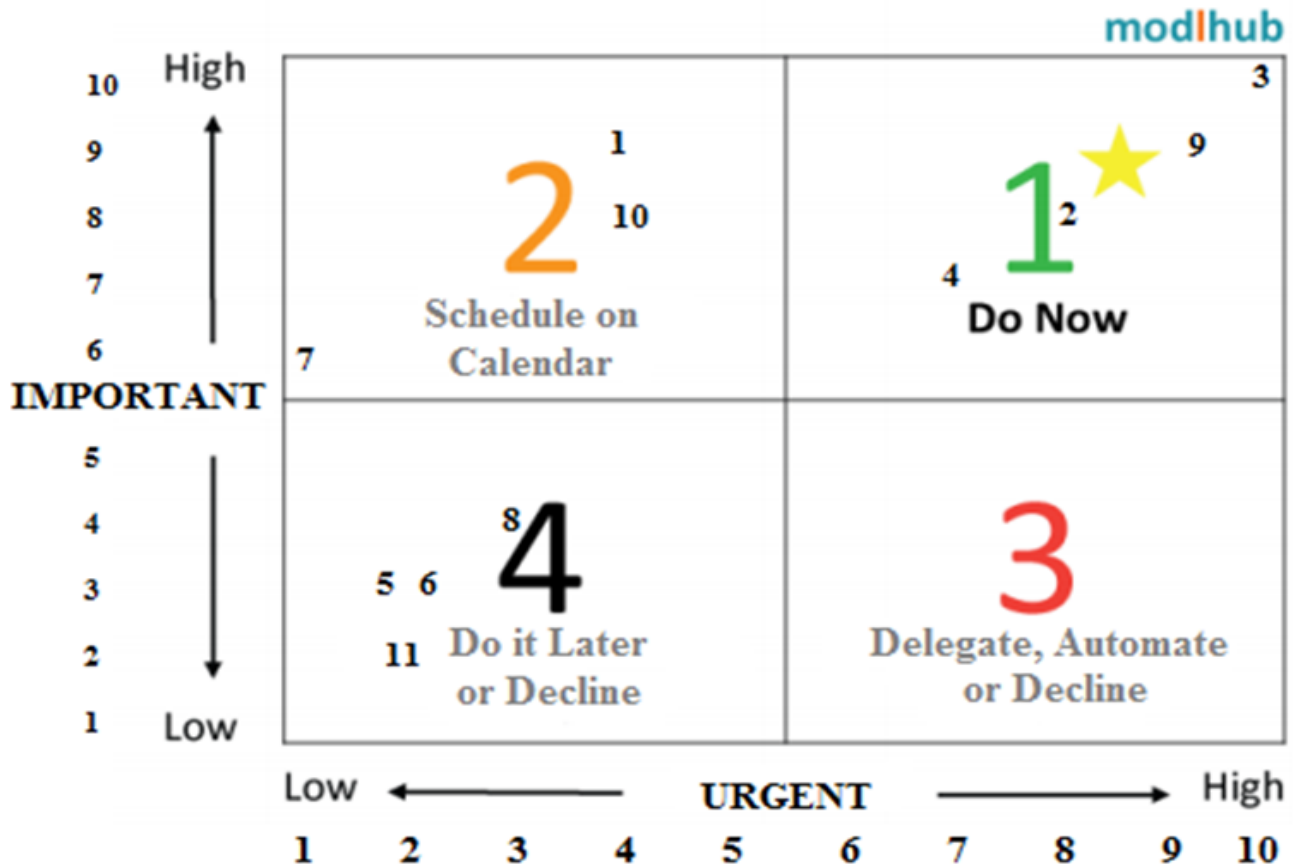 modlhub
10 High 3
9 1 9
2 1
8 10 2
7 4
Schedule on Do Now
6 7 Calendar
IMPORTANT
5
4 8
4 3
3 5 6
2 11 Do it Later Delegate, Automate
or Decline or Decline
1 Low
Low URGENT High
1 2 3 4 5 6 7 8 9 10